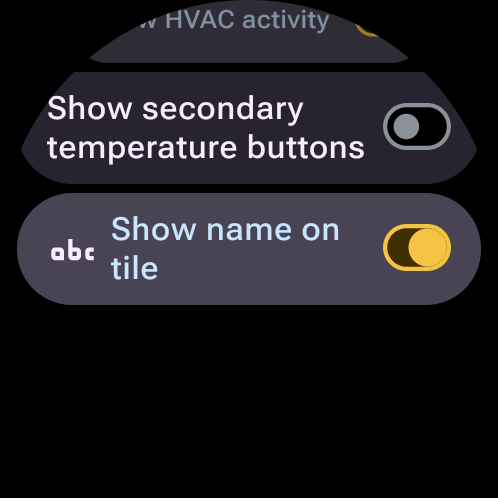 HVAC activity
Show secondary
temperature buttons
abc
Show name on
tile